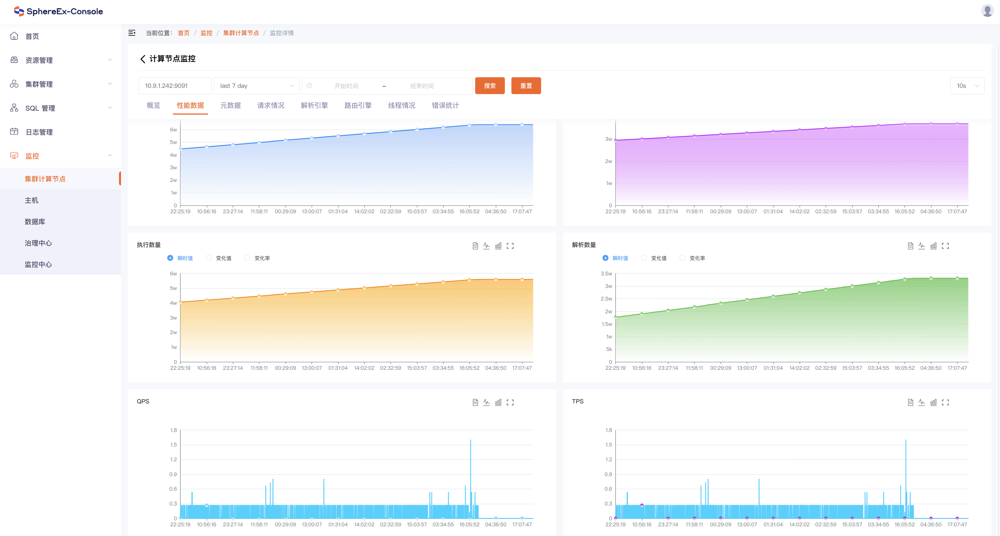 SphereEx-Console
首页
资源管理
集群管理
SQL 管理
日志管理
监控
集群计算节点
主机
数据库
治理中心
监控中心
当前位置： 首页 / 监控 / 集群计算节点 / 监控详情
计算节点监控
10.9.1.242:9091 last 7 day 开始时间 – 结束时间 搜索 重置 10s
概览 性能数据 元数据 请求情况 解析引擎 路由引擎 线程情况 错误统计
6w
5w
4w
3w
2w
1w
0
22:25:19 10:56:16 23:27:14 11:58:11 00:29:09 13:00:07 01:31:04 14:02:02 02:32:59 15:03:57 03:34:55 16:05:52 04:36:50 17:07:47
3w
2w
1w
0
22:25:19 10:56:16 23:27:14 11:58:11 00:29:09 13:00:07 01:31:04 14:02:02 02:32:59 15:03:57 03:34:55 16:05:52 04:36:50 17:07:47
执行数量
瞬时值 变化值 变化率
6w
5w
4w
3w
2w
1w
0
22:25:19 10:56:16 23:27:14 11:58:11 00:29:09 13:00:07 01:31:04 14:02:02 02:32:59 15:03:57 03:34:55 16:05:52 04:36:50 17:07:47
解析数量
瞬时值 变化值 变化率
3.5w
3w
2.5w
2w
1.5w
1w
5k
0
22:25:19 10:56:16 23:27:14 11:58:11 00:29:09 13:00:07 01:31:04 14:02:02 02:32:59 15:03:57 03:34:55 16:05:52 04:36:50 17:07:47
QPS
1.8
1.5
1.2
0.9
0.6
0.3
0
22:25:19 10:56:16 23:27:14 11:58:11 00:29:09 13:00:07 01:31:04 14:02:02 02:32:59 15:03:57 03:34:55 16:05:52 04:36:50 17:07:47
TPS
1.8
1.5
1.2
0.9
0.6
0.3
0
22:25:19 10:56:16 23:27:14 11:58:11 00:29:09 13:00:07 01:31:04 14:02:02 02:32:59 15:03:57 03:34:55 16:05:52 04:36:50 17:07:47